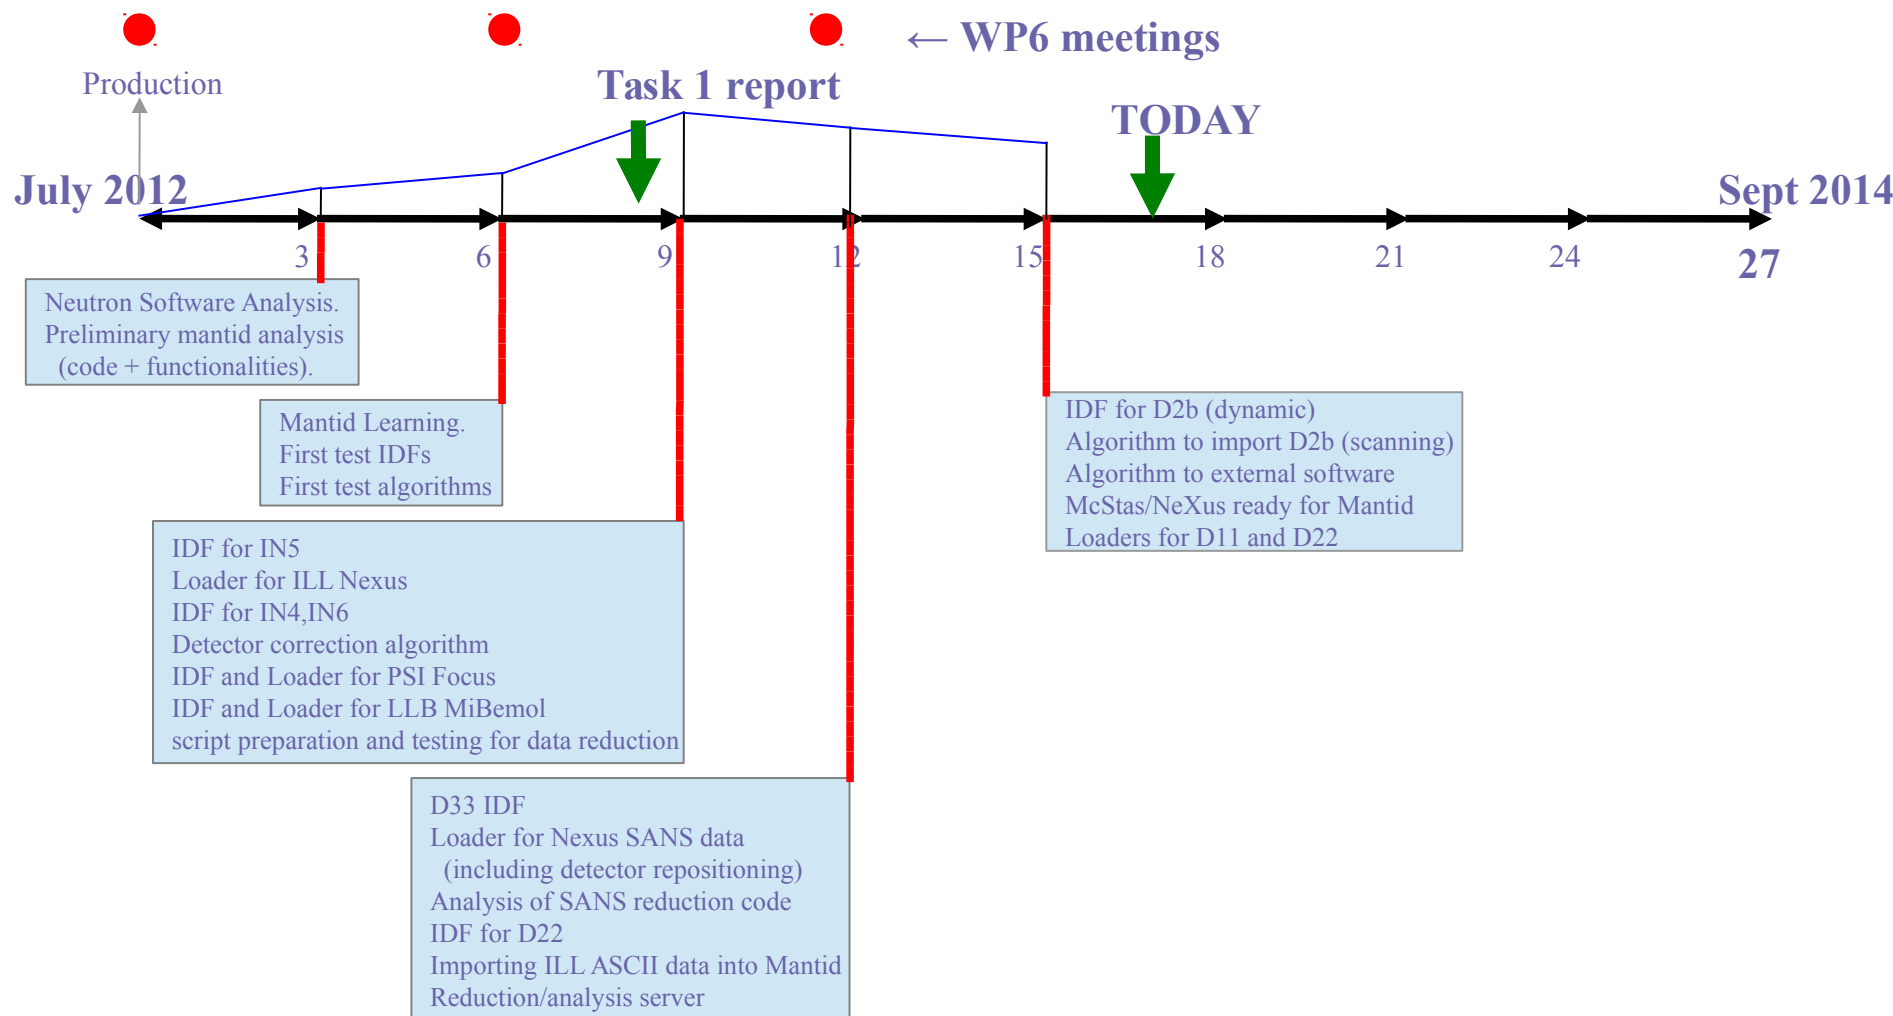 ← WP6 meetings
Production
Task 1 report
TODAY
July 2012
Sept 2014
3
6
9
12
15
18
21
24
27
Neutron Software Analysis.
Preliminary mantid analysis
(code + functionalities).
Mantid Learning.
First test IDFs
First test algorithms
IDF for IN5
Loader for ILL Nexus
IDF for IN4,IN6
Detector correction algorithm
IDF and Loader for PSI Focus
IDF and Loader for LLB MiBemol
script preparation and testing for data reduction
D33 IDF
Loader for Nexus SANS data
(including detector repositioning)
Analysis of SANS reduction code
IDF for D22
Importing ILL ASCII data into Mantid
Reduction/analysis server
IDF for D2b (dynamic)
Algorithm to import D2b (scanning)
Algorithm to external software
McStas/NeXus ready for Mantid
Loaders for D11 and D22